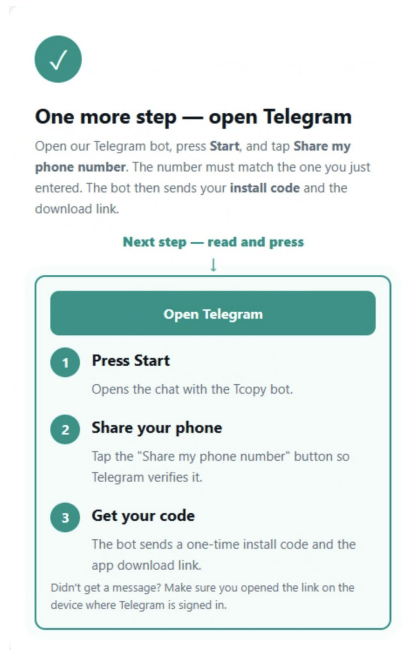 ✓
One more step — open Telegram
Open our Telegram bot, press Start, and tap Share my
phone number. The number must match the one you just
entered. The bot then sends your install code and the
download link.
Next step — read and press
↓
Open Telegram
1 Press Start
Opens the chat with the Tcopy bot.
2 Share your phone
Tap the "Share my phone number" button so
Telegram verifies it.
3 Get your code
The bot sends a one-time install code and the
app download link.
Didn't get a message? Make sure you opened the link on the
device where Telegram is signed in.